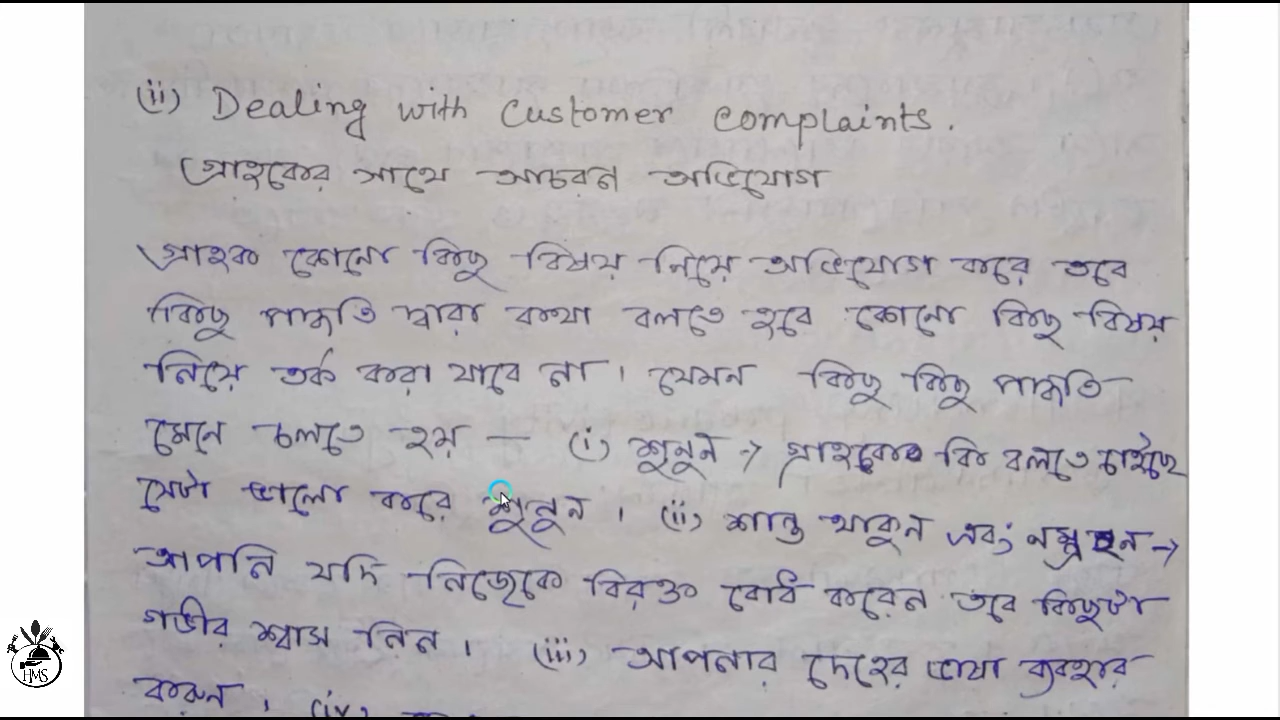 (ii) Dealing with customer complaints.
গ্রাহকের সাথে আচরন অভিযোগ
গ্রাহক কোনো কিছু বিষয় নিয়ে অভিযোগ করে তবে
কিছু পদ্ধতি দ্বারা কথা বলতে হবে কোনো কিছু বিষয়
নিয়ে তর্ক করা যাবে না। যেমন কিছু কিছু পদ্ধতি
মেনে চলতে হয় — (i) শুনুন → গ্রাহকের কি বলতে চাইছে
সেটা ভালো করে শুনুন। (ii) শান্ত থাকুন এবং নম্র হন →
আপনি যদি নিজেকে বিরক্ত বোধ করেন তবে কিছুটা
গভীর শ্বাস নিন। (iii) আপনার দেহের ভাষা ব্যবহার
করুন। (iv)
HMS